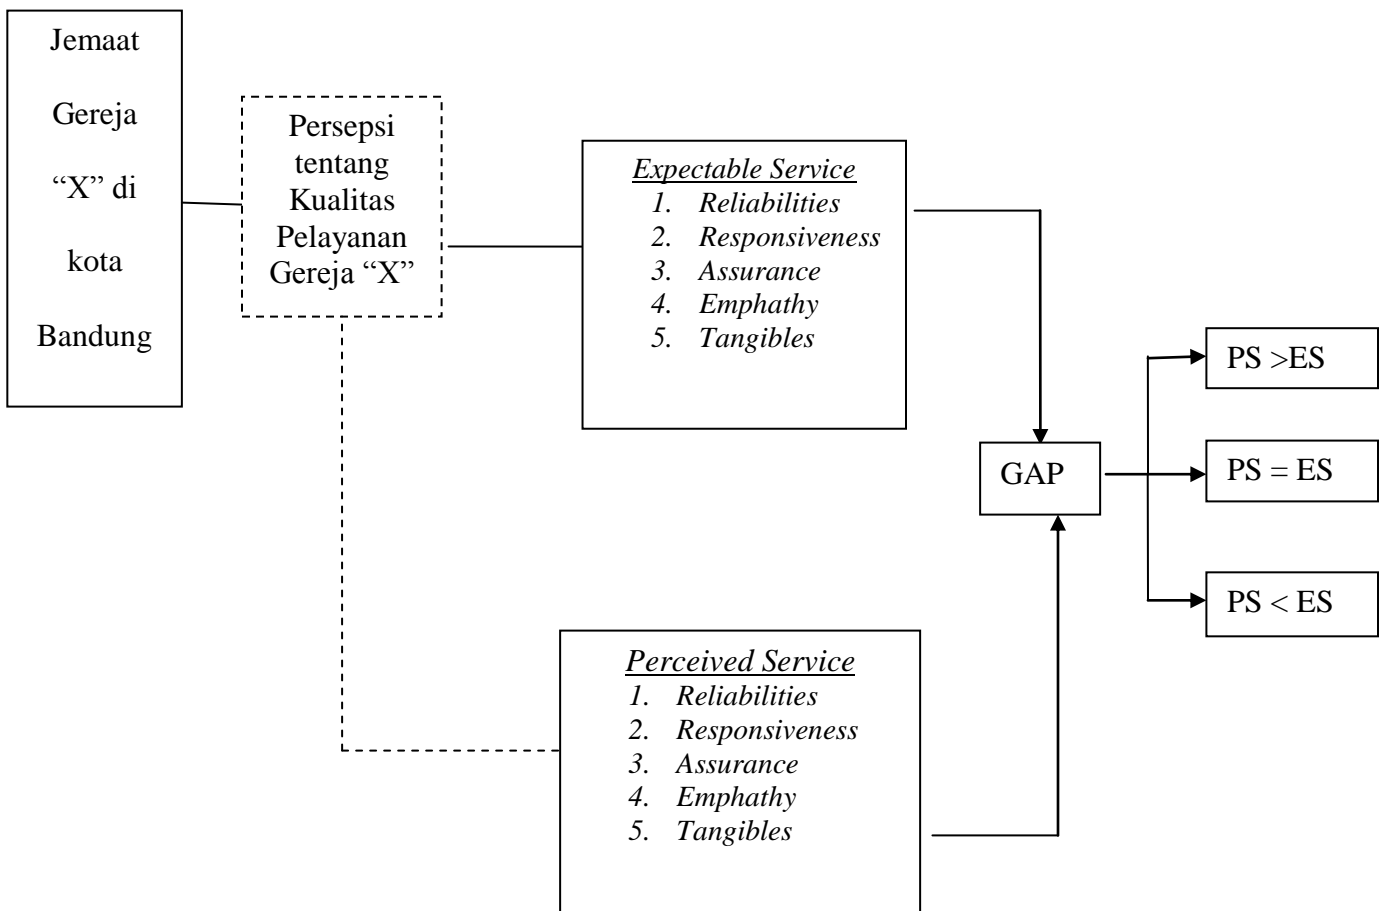 Jemaat
Gereja
“X” di
kota
Bandung
Persepsi
tentang
Kualitas
Pelayanan
Gereja “X”
Expectable Service
1. Reliabilities
2. Responsiveness
3. Assurance
4. Emphathy
5. Tangibles
GAP
PS >ES
PS = ES
PS < ES
Perceived Service
1. Reliabilities
2. Responsiveness
3. Assurance
4. Emphathy
5. Tangibles